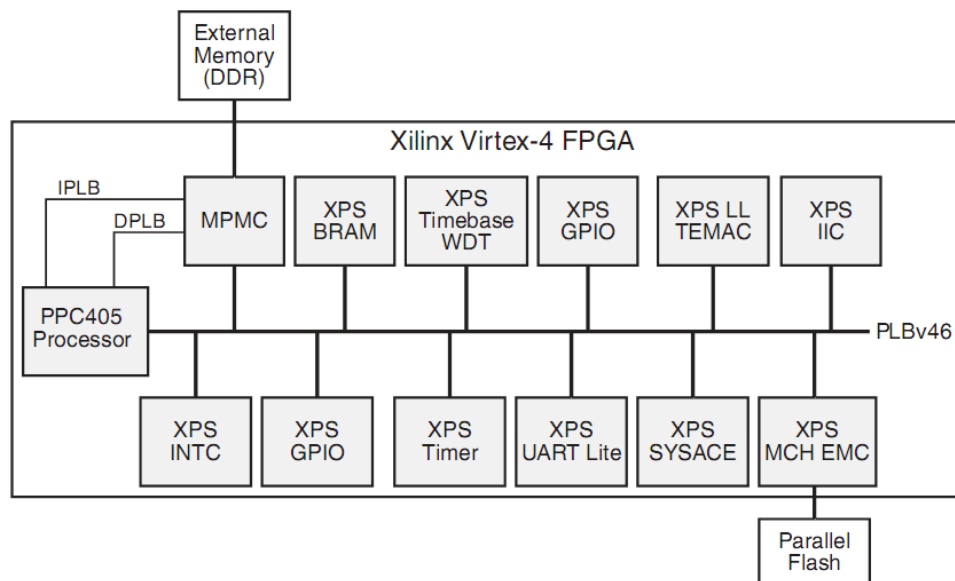 External
Memory
(DDR)
Xilinx Virtex-4 FPGA
IPLB
DPLB
MPMC
XPS
BRAM
XPS
Timebase
WDT
XPS
GPIO
XPS LL
TEMAC
XPS
IIC
PPC405
Processor
PLBv46
XPS
INTC
XPS
GPIO
XPS
Timer
XPS
UART Lite
XPS
SYSACE
XPS
MCH EMC
Parallel
Flash